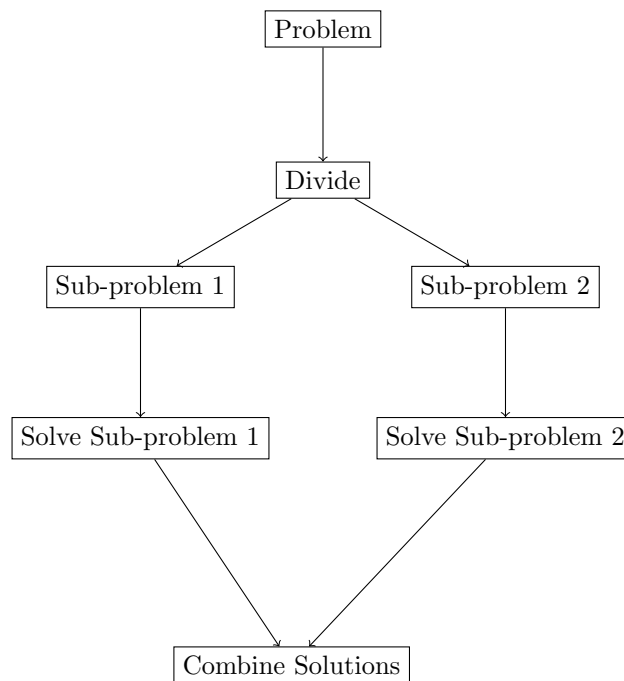 Problem
Divide
Sub-problem 1
Sub-problem 2
Solve Sub-problem 1
Solve Sub-problem 2
Combine Solutions